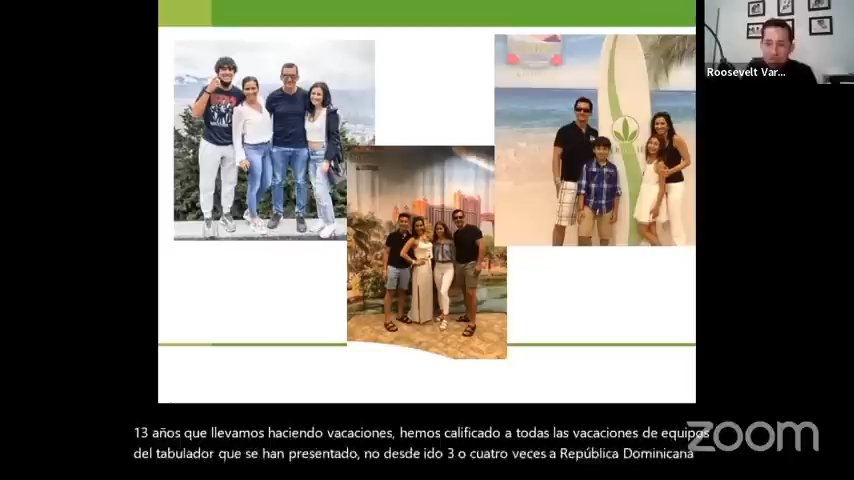 Roosevelt Var...
13 años que llevamos haciendo vacaciones, hemos calificado a todas las vacaciones de equipos
del tabulador que se han presentado, no desde ido 3 o cuatro veces a República Dominicana
zoom